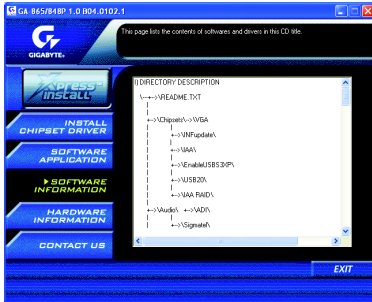 GA-865/848P 1.0 B04.0102.1
This page lists the contents of softwares and drivers in this CD title.
GIGABYTE™
Xpress
Install
INSTALL
CHIPSET DRIVER
SOFTWARE
APPLICATION
SOFTWARE
INFORMATION
HARDWARE
INFORMATION
CONTACT US
I) DIRECTORY DESCRIPTION
\--+-->\README.TXT
|
+-->\Chipsets\-->VGA
| +-->\INFupdate\
| +-->\IAA\
| +-->\EnableUSBS3XP\
| +-->\USB20\
| +-->\IAA RAID\
+-->\Audio\ +-->\ADI\
| +-->\Sigmatel\
EXIT